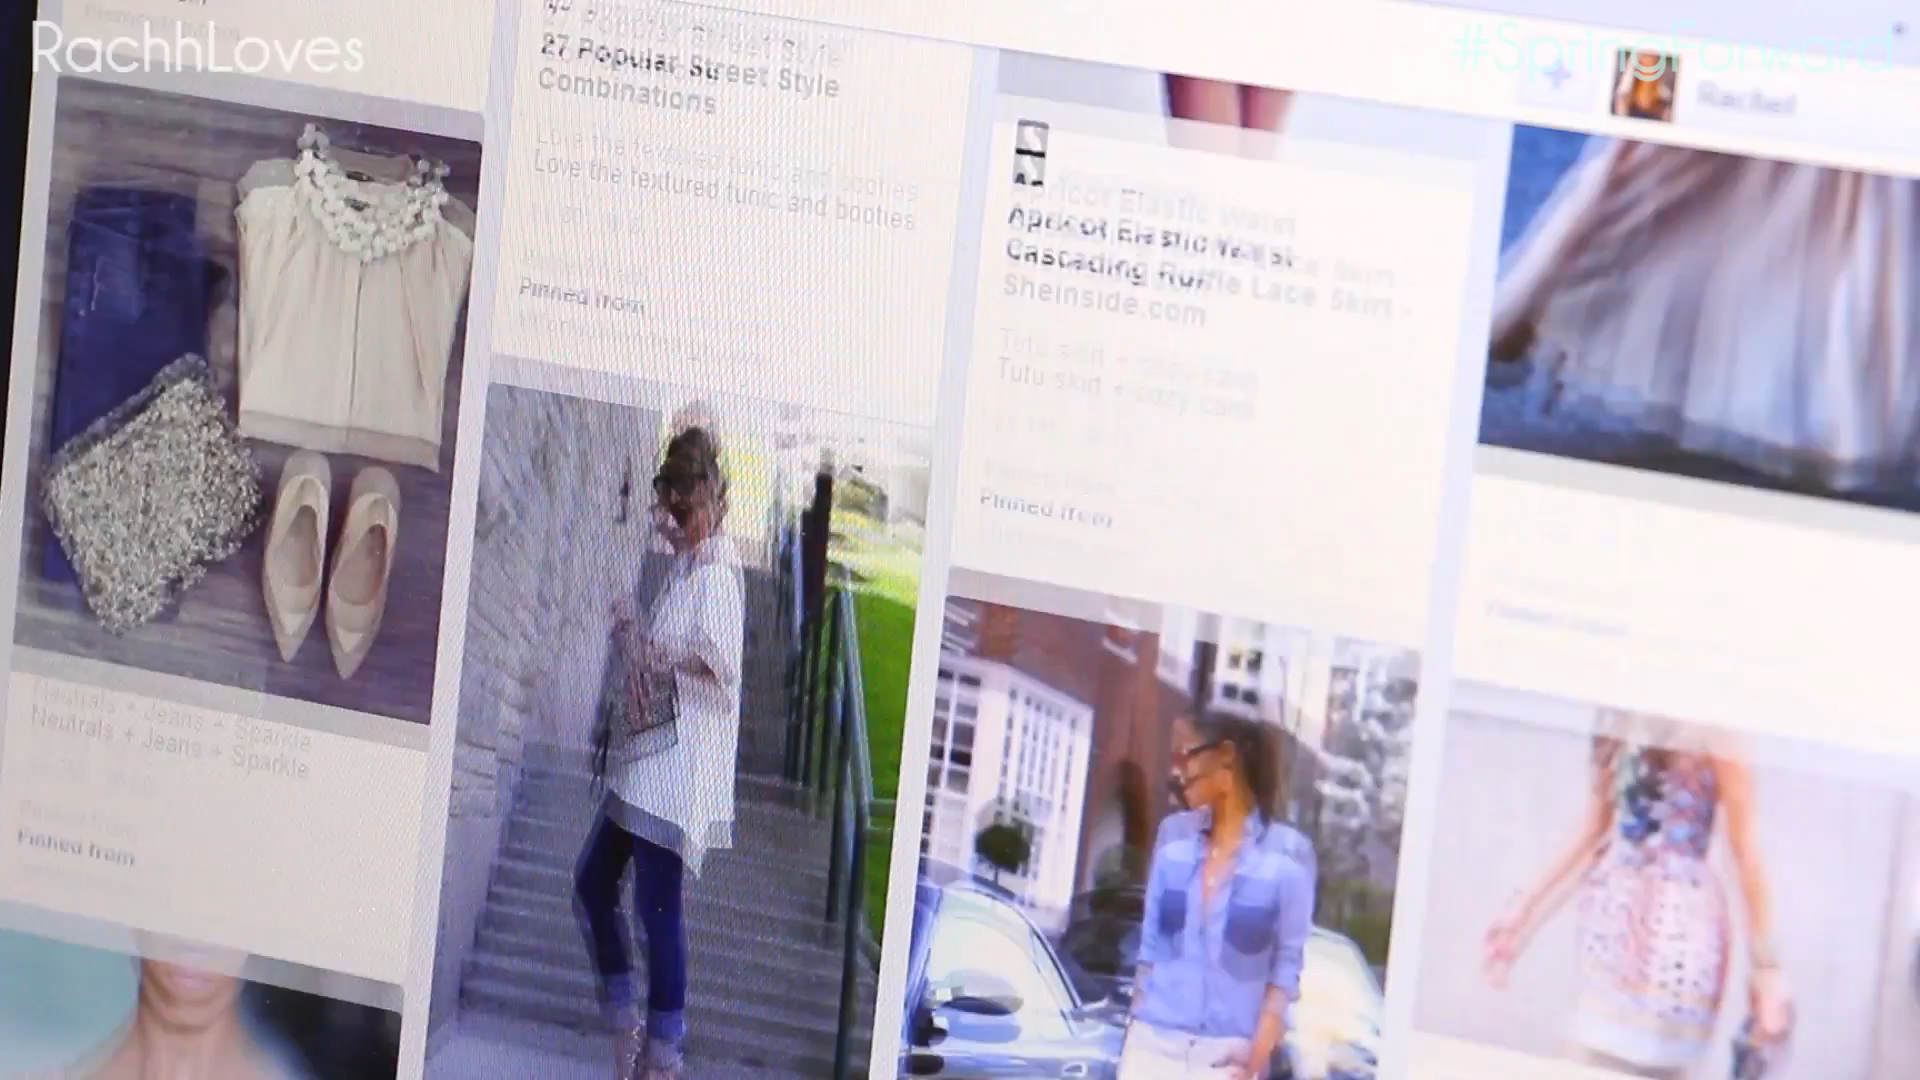 RachhLoves
#SpringForward
Rachel
27 Popular Street Style
Combinations
Love the textured tunic and booties
Pinned from
Apricot Elastic Waist
Cascading Ruffle Lace Skirt -
Sheinside.com
Tutu skirt + cozy cardi
Pinned from
Neutrals + Jeans + Sparkle
Pinned from